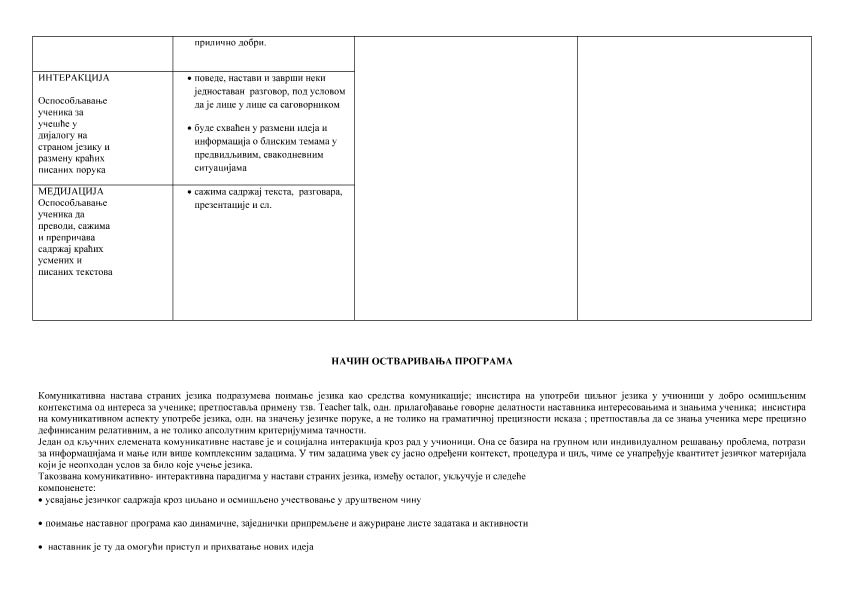 прилично добри.
ИНТЕРАКЦИЈА
Оспособљавање
ученика за
учешће у
дијалогу на
страном језику и
размену краћих
писаних порука
• поведе, настави и заврши неки
једноставан разговор, под условом
да је лице у лице са саговорником
• буде схваћен у размени идеја и
информација о блиским темама у
предвидљивим, свакодневним
ситуацијама
МЕДИЈАЦИЈА
Оспособљавање
ученика да
преводи, сажима
и препричава
садржај краћих
усмених и
писаних текстова
• сажима садржај текста, разговара,
презентације и сл.
НАЧИН ОСТВАРИВАЊА ПРОГРАМА
Комуникативна настава страних језика подразумева поимање језика као средства комуникације; инсистира на употреби циљног језика у учионици у добро осмишљеним
контекстима од интереса за ученике; претпоставља примену тзв. Teacher talk, одн. прилагођавање говорне делатности наставника интересовањима и знањима ученика; инсистира
на комуникативном аспекту употребе језика, одн. на значењу језичке поруке, а не толико на граматичној прецизности исказа ; претпоставља да се знања ученика мере прецизно
дефинисаним релативним, а не толико апсолутним критеријумима тачности.
Један од кључних елемената комуникативне наставе је и социјална интеракција кроз рад у учионици. Она се базира на групном или индивидуалном решавању проблема, потрази
за информацијама и мање или више комплексним задацима. У тим задацима увек су јасно одређени контекст, процедура и циљ, чиме се унапређује квантитет језичког материјала
који је неопходан услов за било које учење језика.
Такозвана комуникативно- интерактивна парадигма у настави страних језика, између осталог, укључује и следеће
компоненете:
• усвајање језичког садржаја кроз циљано и осмишљено учествовање у друштвеном чину
• поимање наставног програма као динамичне, заједнички припремљене и ажуриране листе задатака и активности
• наставник је ту да омогући приступ и прихватање нових идеја